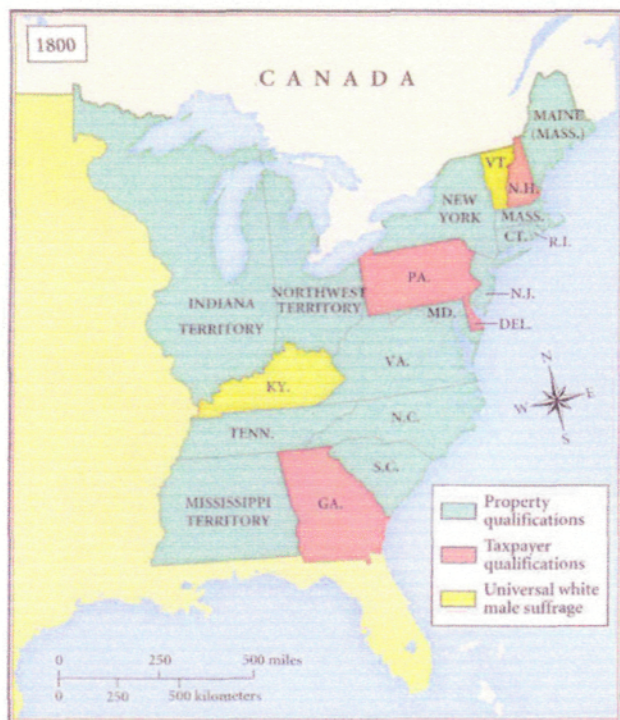 1800
CANADA
MAINE
(MASS.)
VT.
N.H.
NEW
YORK
MASS.
CT.
R.I.
PA.
N.J.
INDIANA
TERRITORY
NORTHWEST
TERRITORY
MD.
DEL.
VA.
KY.
N
W
E
S
TENN.
N.C.
S.C.
MISSISSIPPI
TERRITORY
GA.
Property
qualifications
Taxpayer
qualifications
Universal white
male suffrage
0 250 500 miles
0 250 500 kilometers